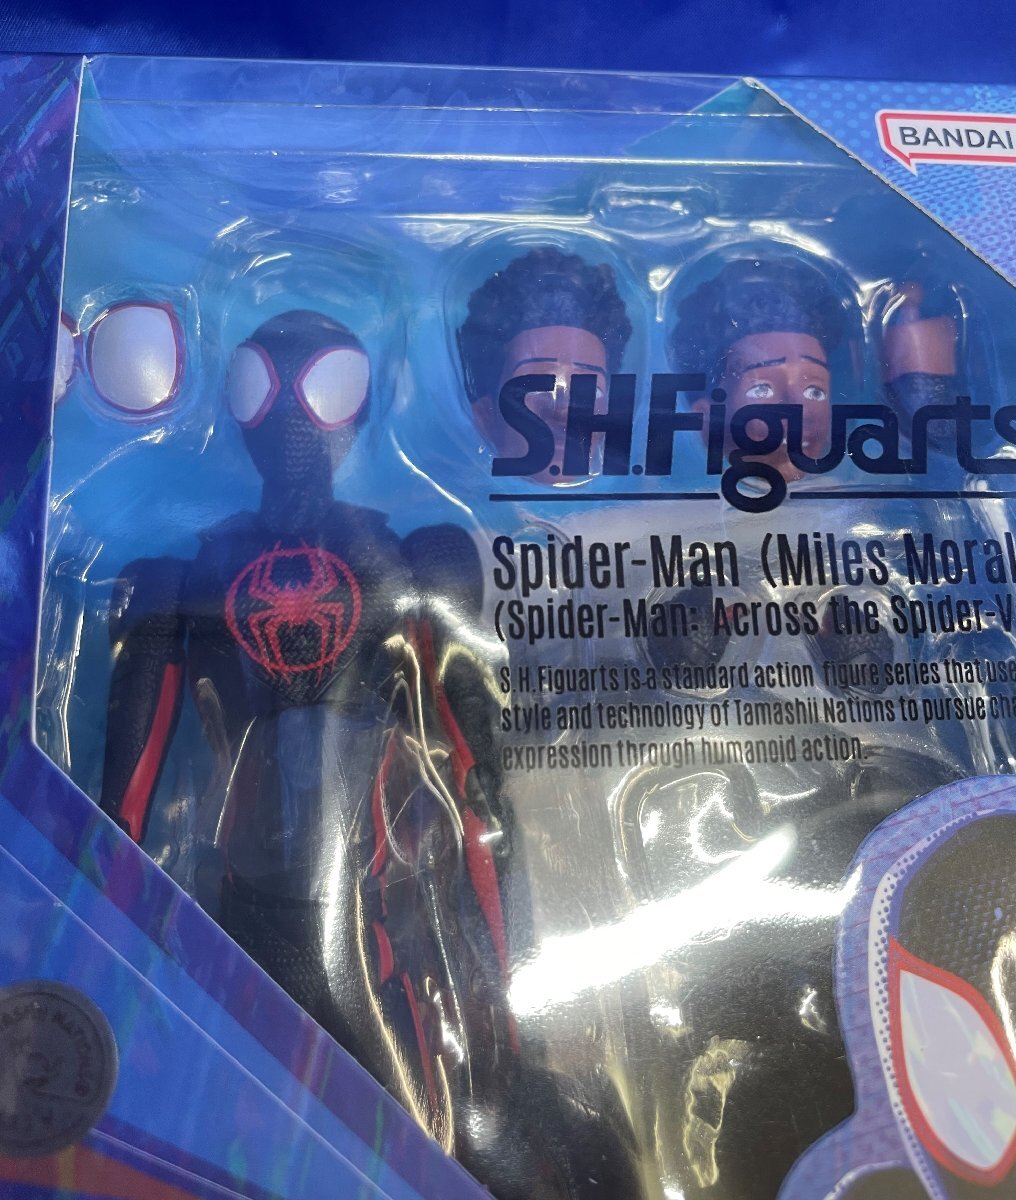 BANDAI
S.H.Figuarts
Spider-Man (Miles Moral
(Spider-Man: Across the Spider-V
S.H.Figuarts is a standard action figure series that use
style and technology of Tamashii Nations to pursue cha
expression through humanoid action.